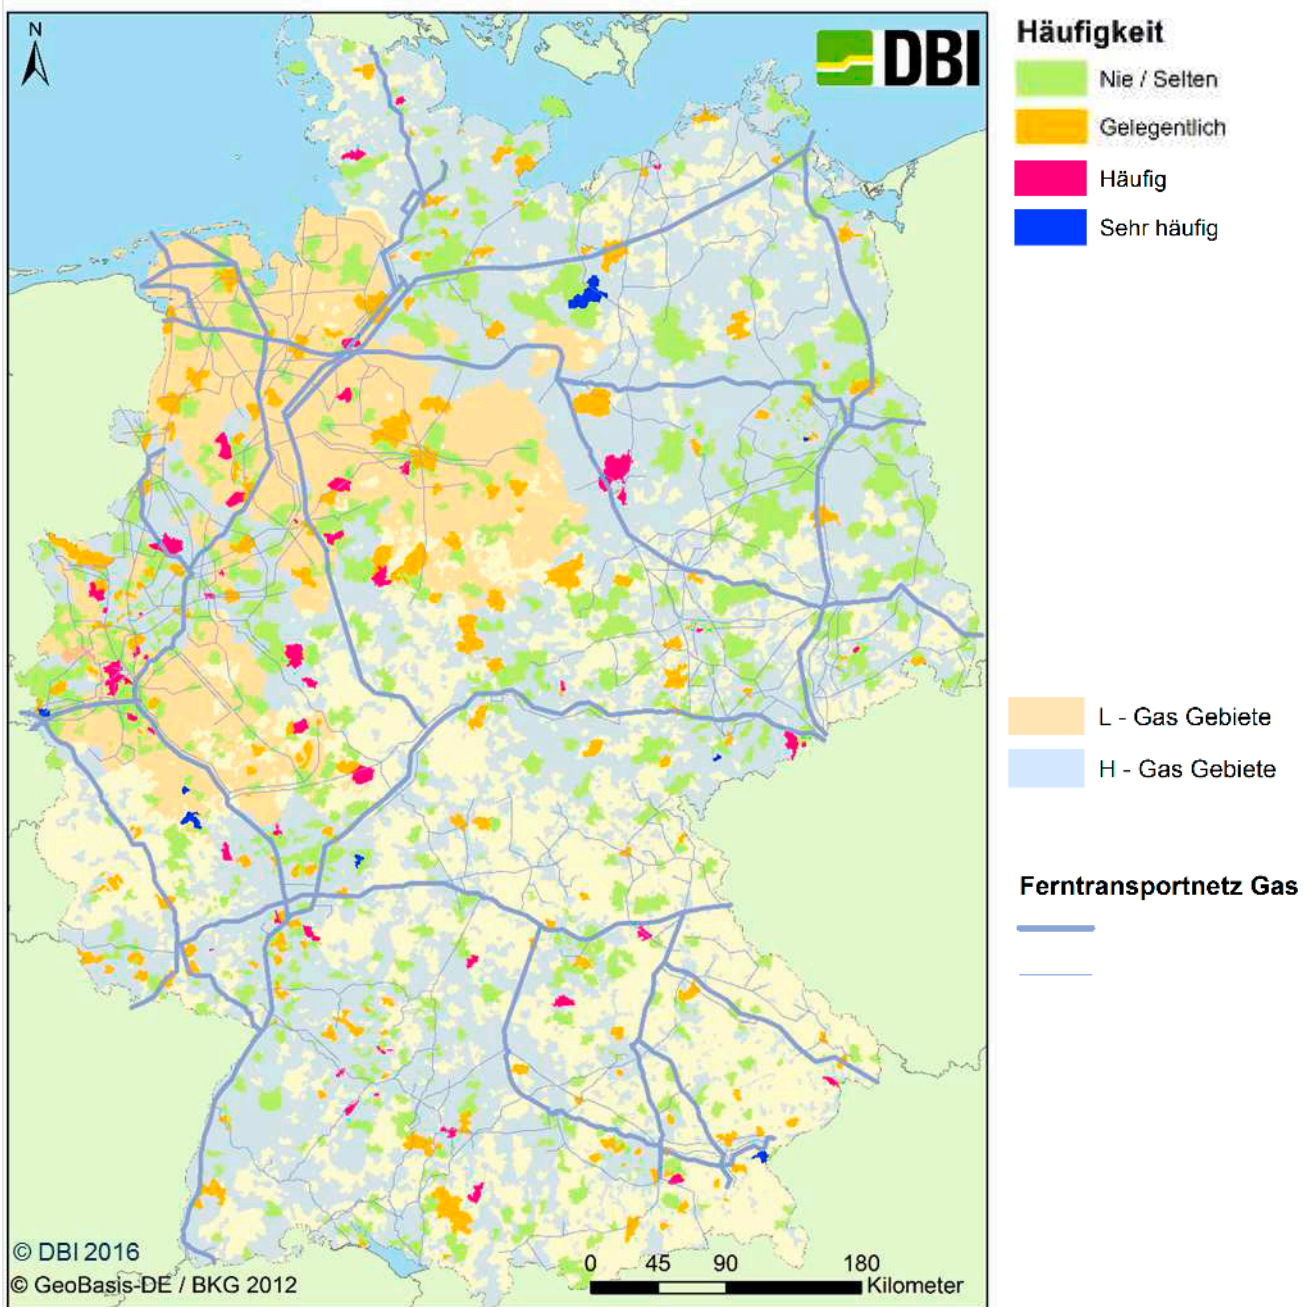 N
DBI
Häufigkeit
Nie / Selten
Gelegentlich
Häufig
Sehr häufig
L - Gas Gebiete
H - Gas Gebiete
Ferntransportnetz Gas
© DBI 2016
© GeoBasis-DE / BKG 2012
0 45 90 180
Kilometer